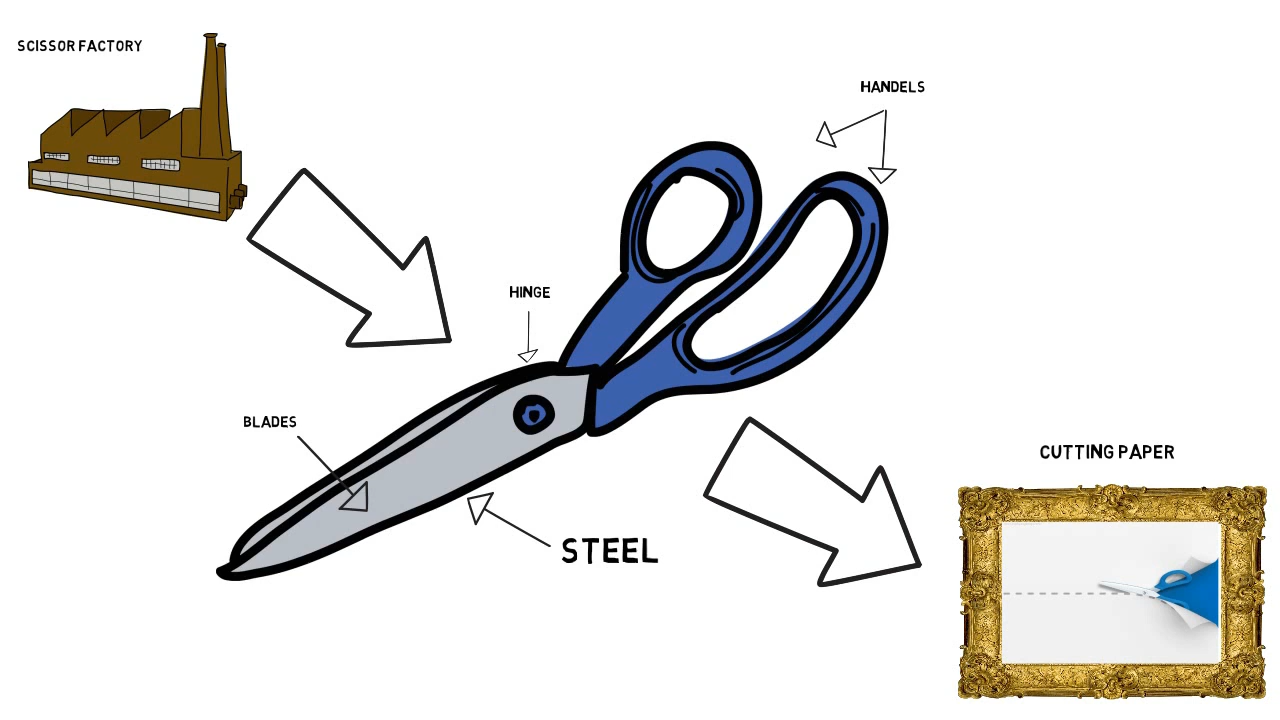 SCISSOR FACTORY
HANDELS
HINGE
BLADES
CUTTING PAPER
STEEL